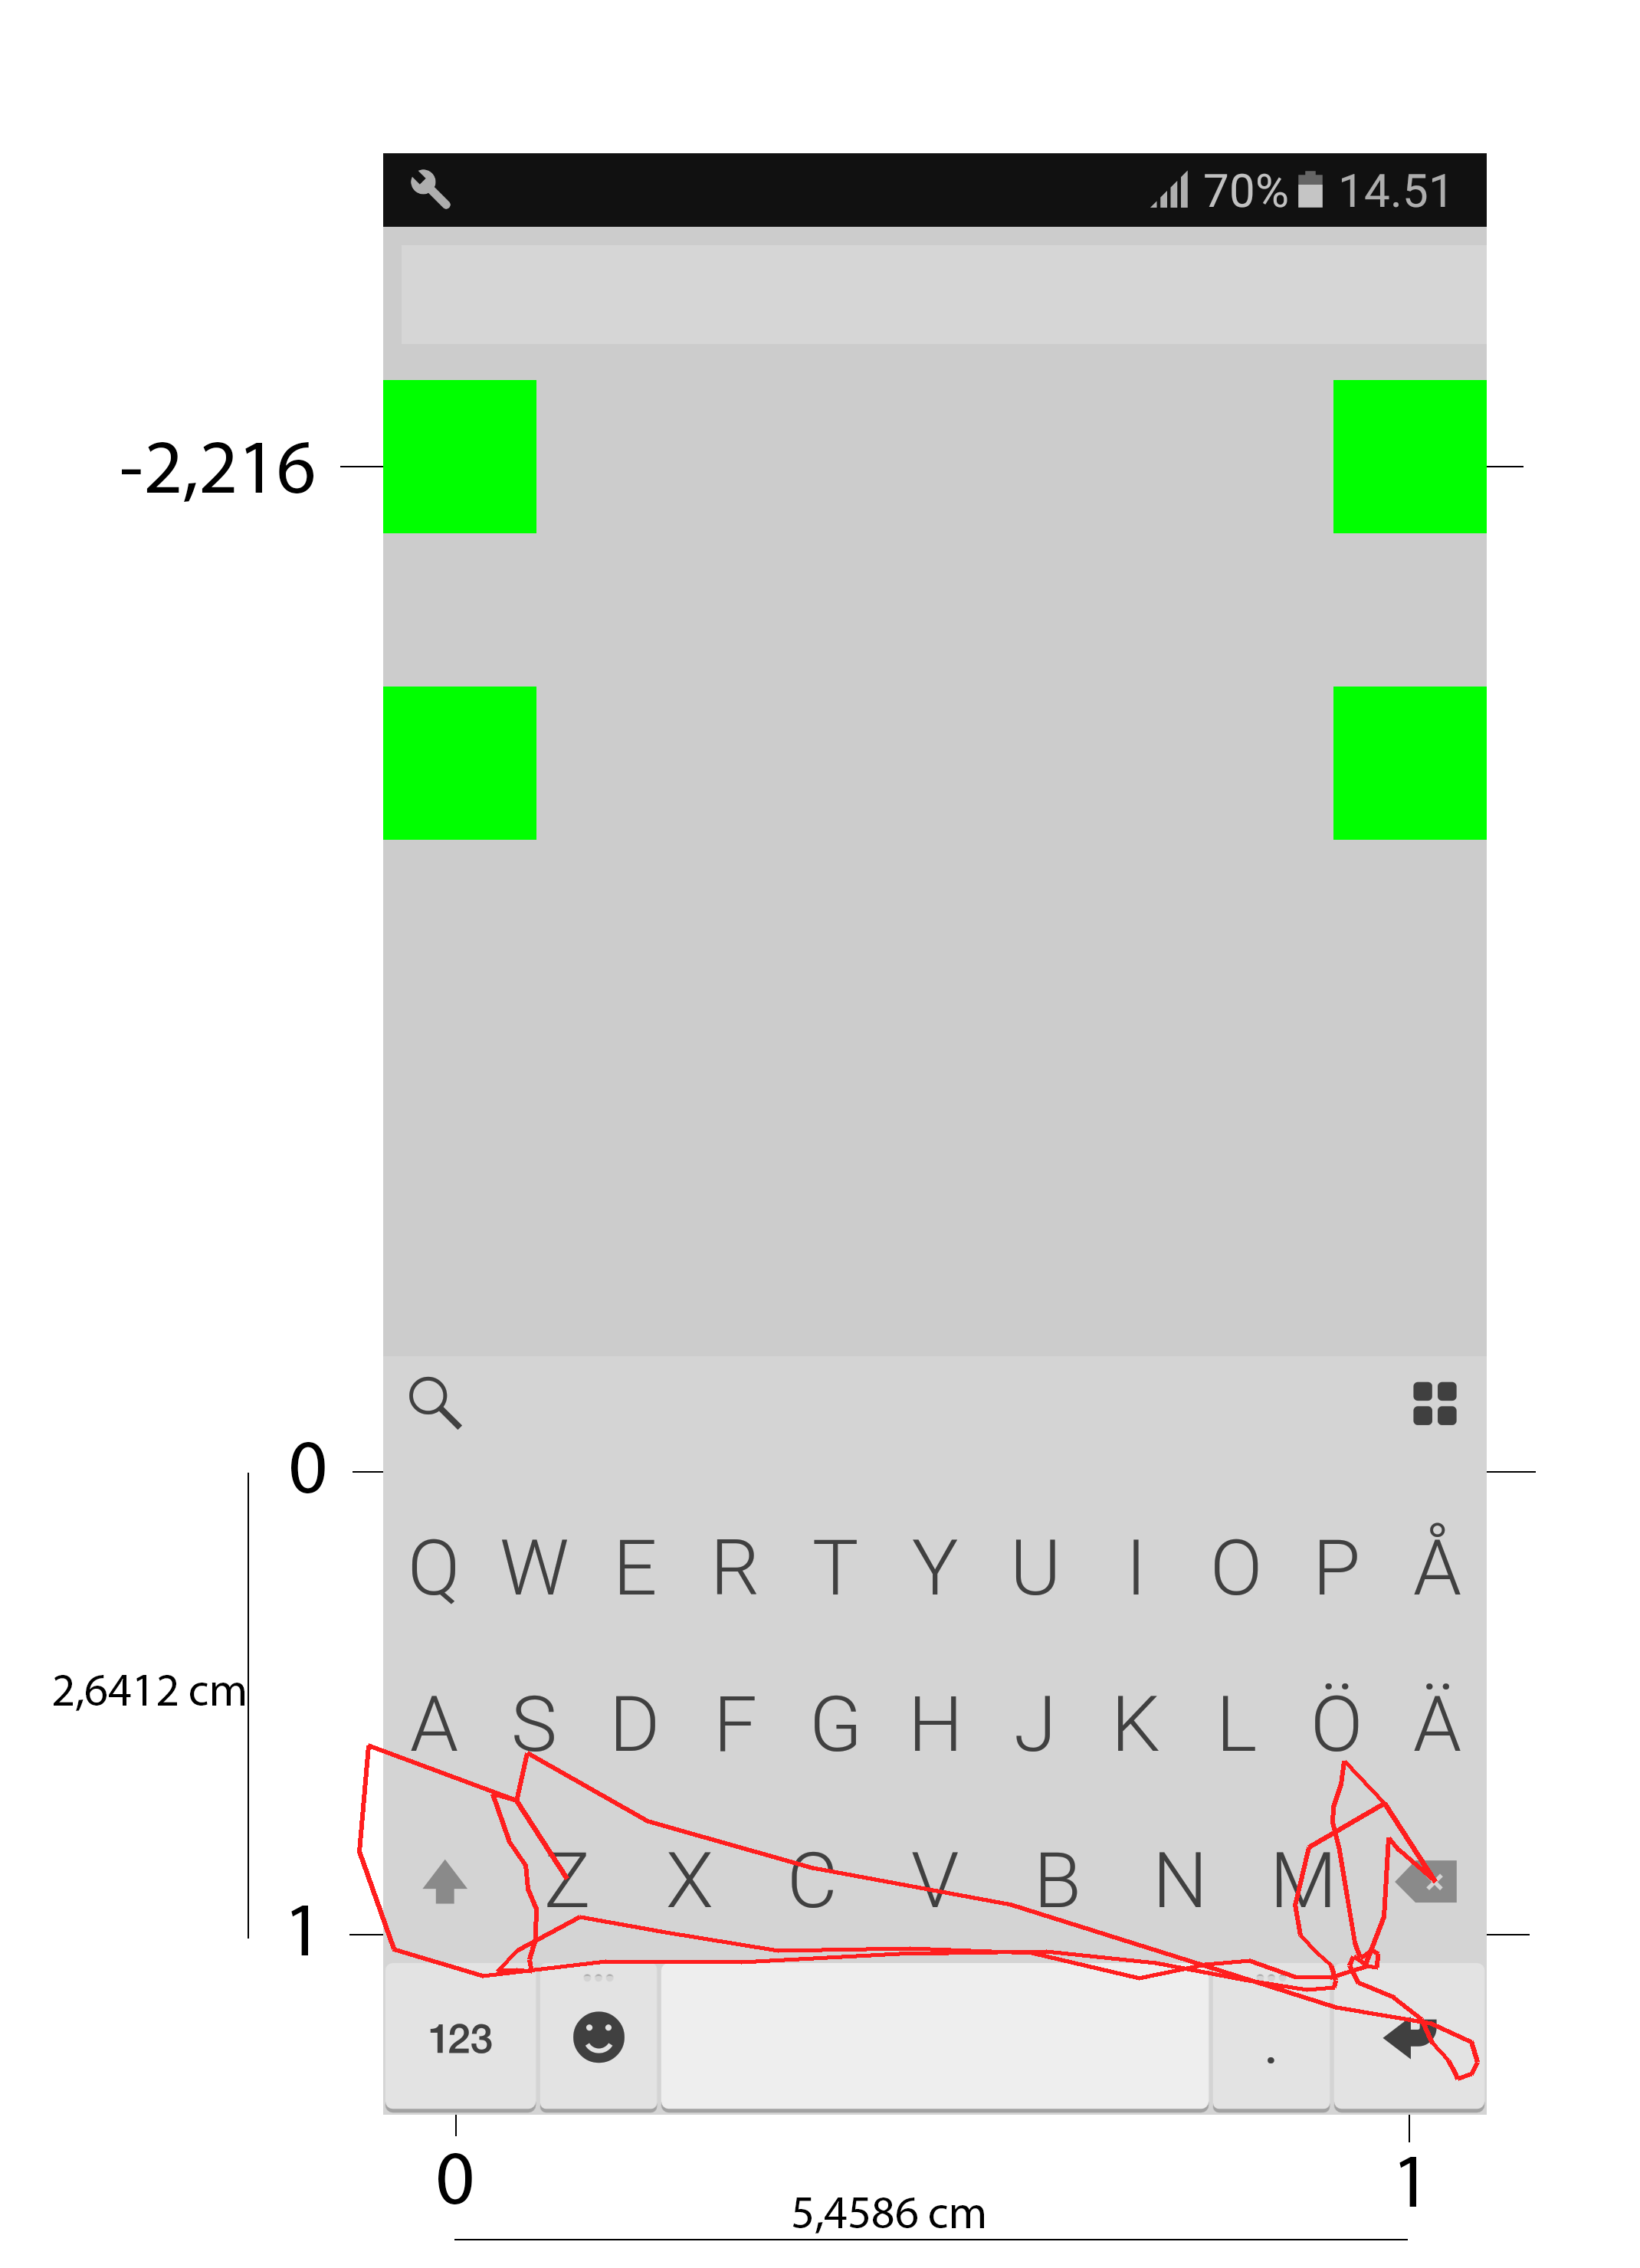 70% 14.51
-2,216
0
Q W E R T Y U I O P Å
2,6412 cm
A S D F G H J K L Ö Ä
Z X C V B N M
1
123 .
0 1
5,4586 cm